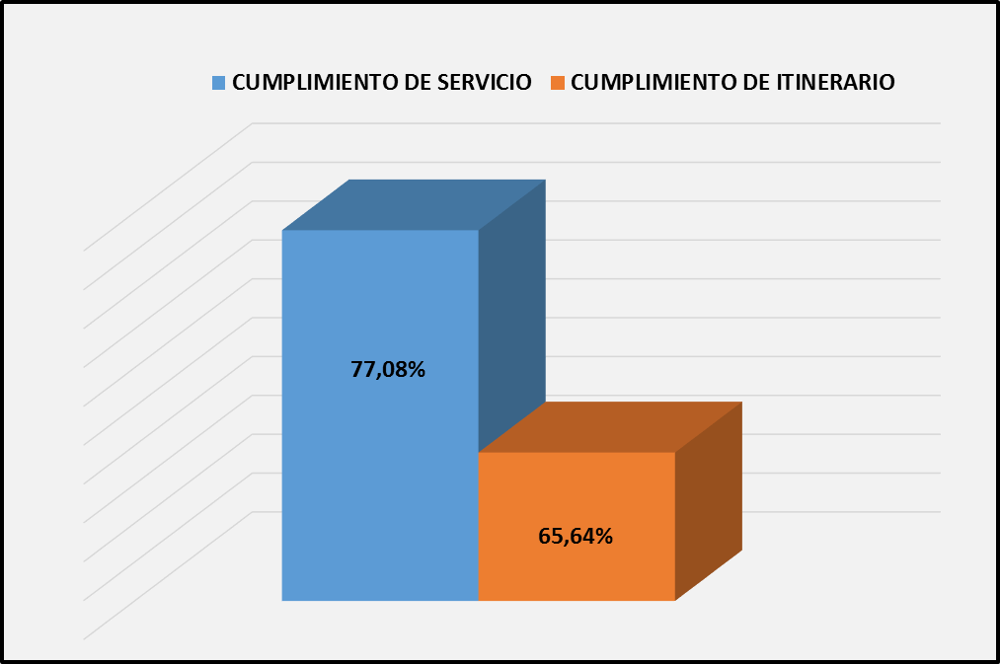 CUMPLIMIENTO DE SERVICIO CUMPLIMIENTO DE ITINERARIO
77,08%
65,64%